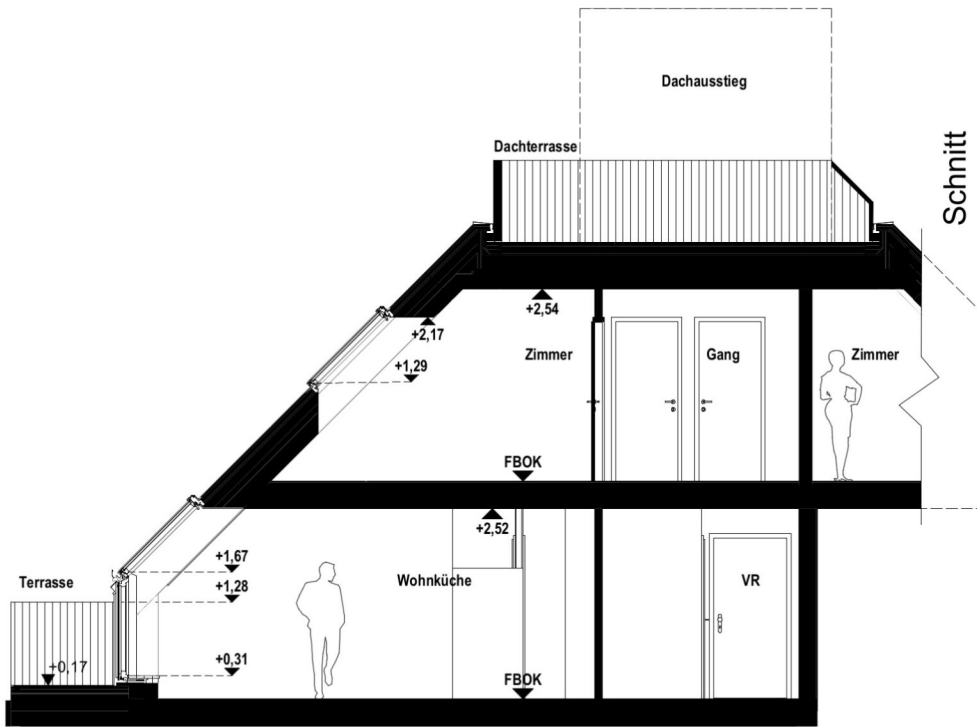 Dachausstieg
Dachterrasse
Schnitt
+2,54
+2,17
Zimmer
Gang
Zimmer
+1,29
FBOK
+2,52
+1,67
Terrasse
Wohnküche
VR
+1,28
+0,31
+0,17
FBOK